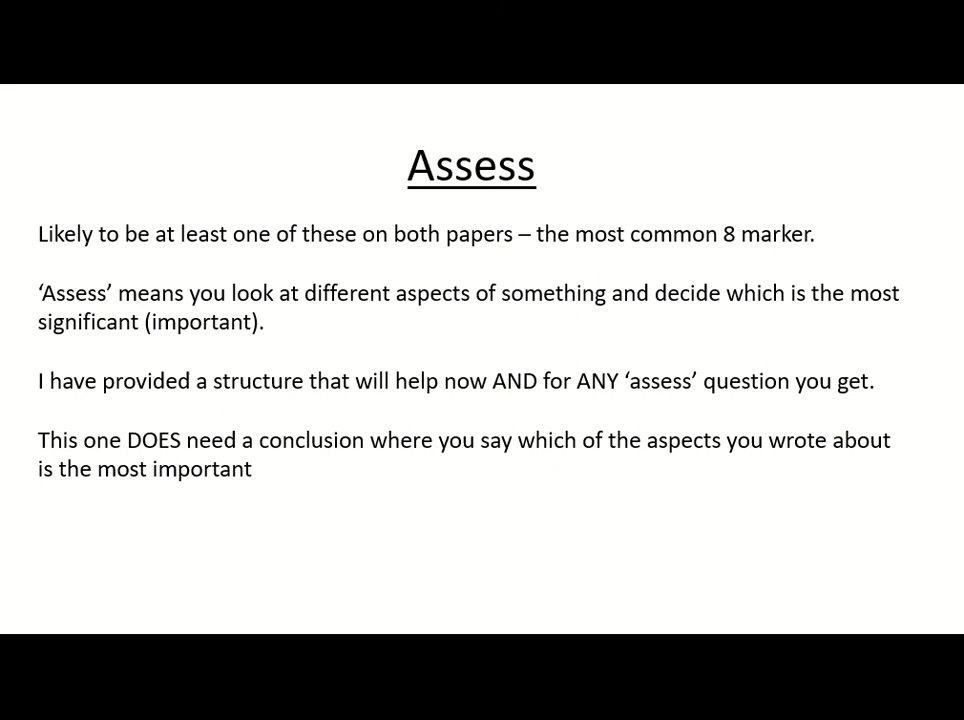 Assess
Likely to be at least one of these on both papers – the most common 8 marker.
‘Assess’ means you look at different aspects of something and decide which is the most
significant (important).
I have provided a structure that will help now AND for ANY ‘assess’ question you get.
This one DOES need a conclusion where you say which of the aspects you wrote about
is the most important